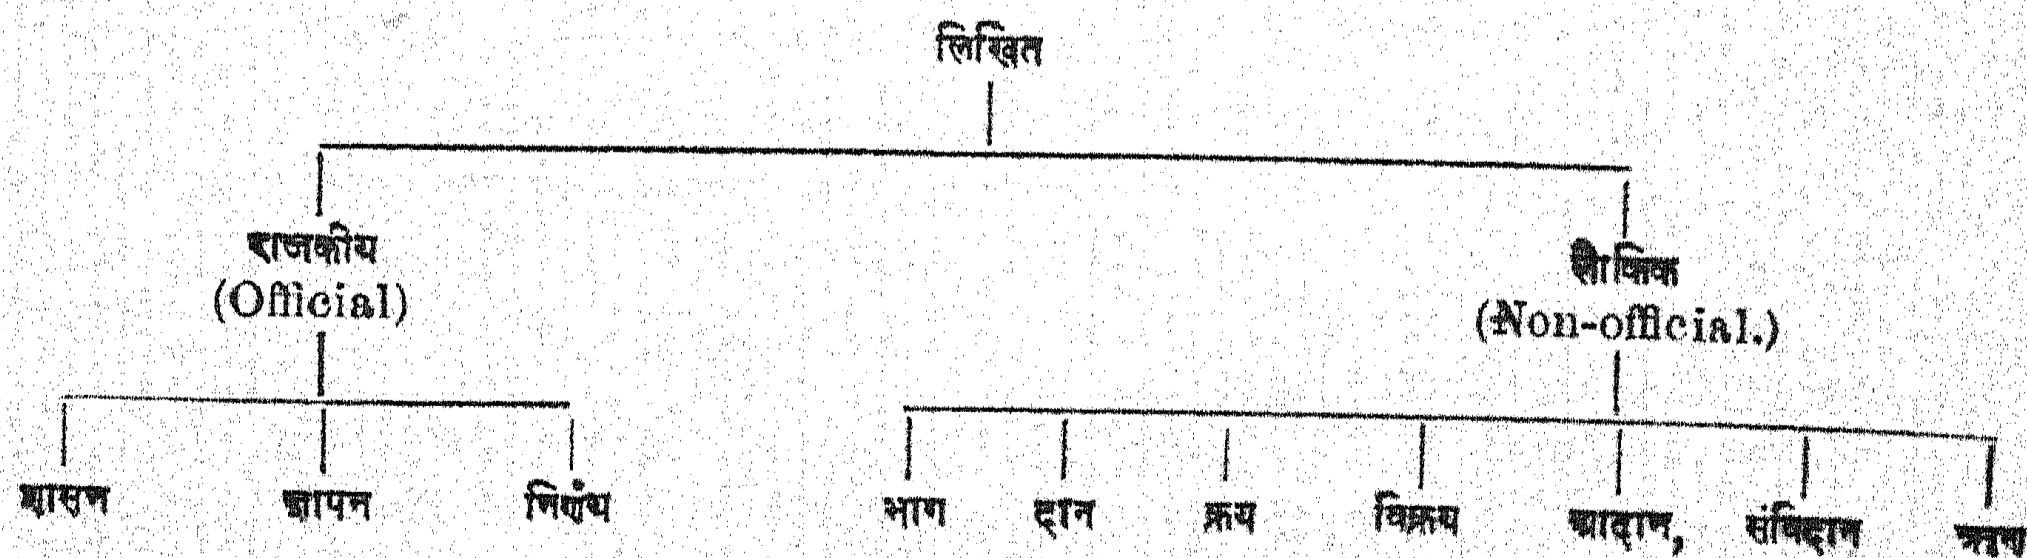 लिखित
राजकीय
(Official)
लौकिक
(Non-official.)
शासन ज्ञापन निर्णय भाग दान क्रय विक्रय आदान, संविदान ऋण